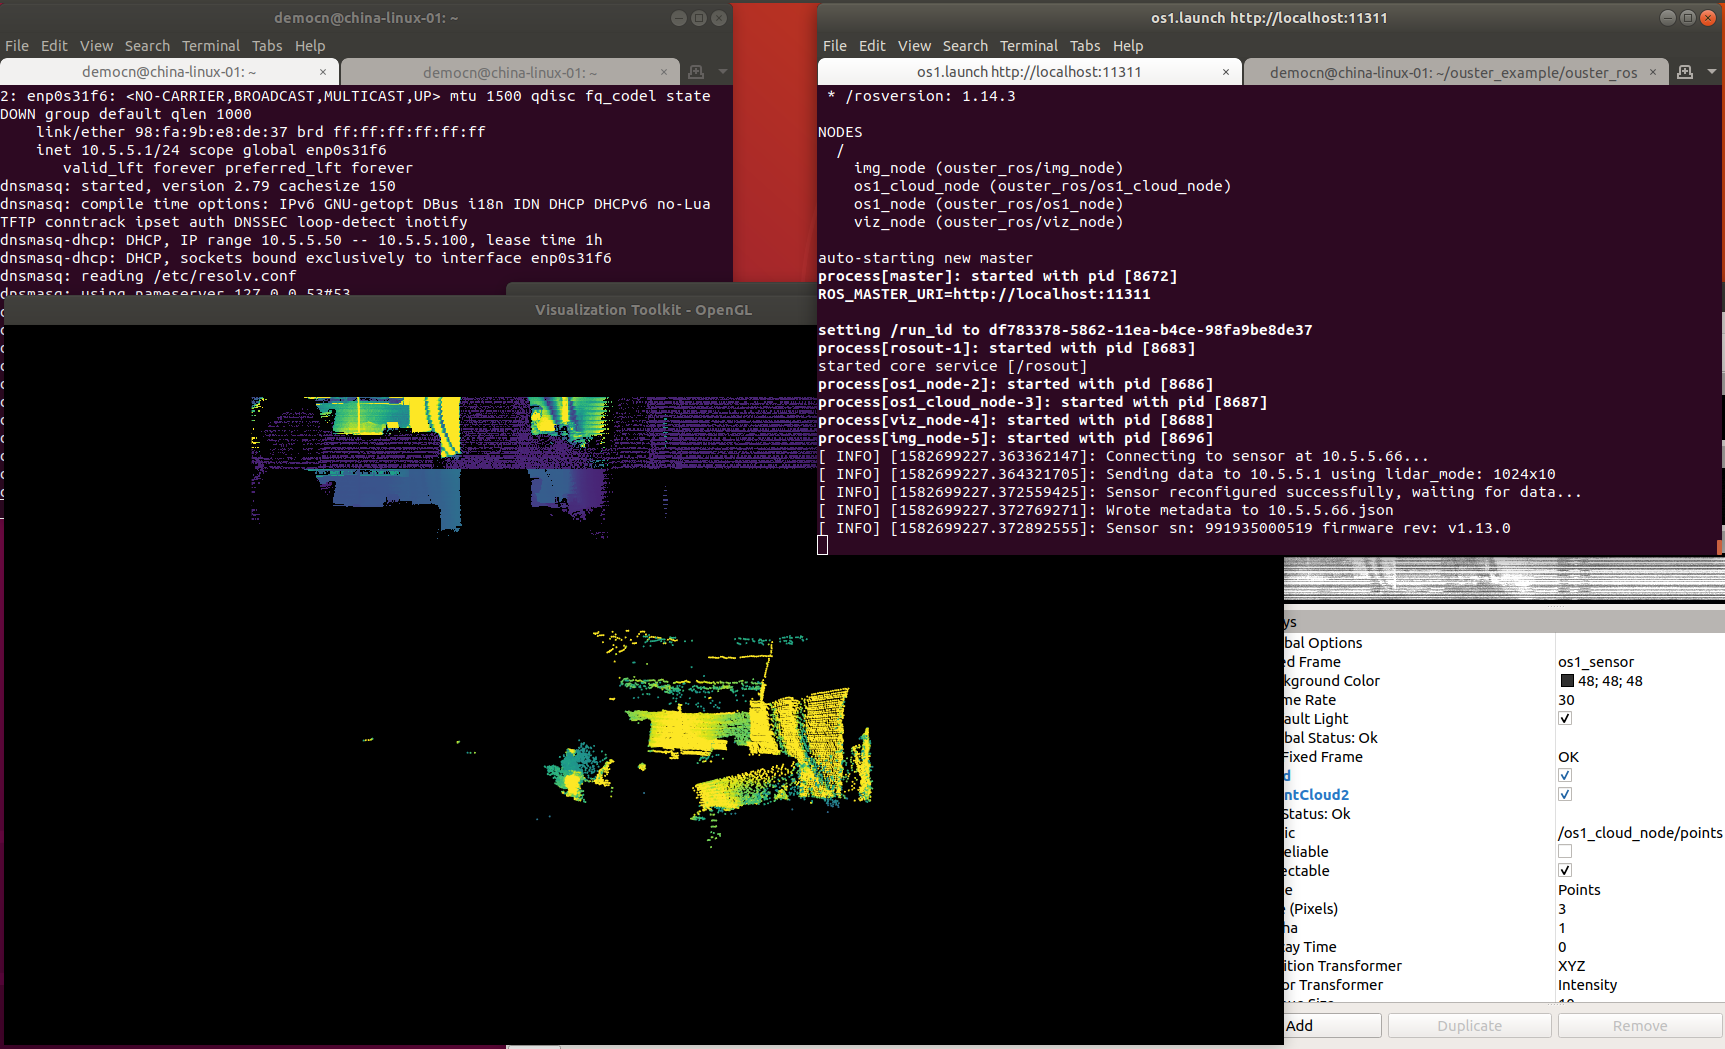 democn@china-linux-01: ~
File Edit View Search Terminal Tabs Help
democn@china-linux-01: ~ × democn@china-linux-01: ~ ×
2: enp0s31f6: <NO-CARRIER,BROADCAST,MULTICAST,UP> mtu 1500 qdisc fq_codel state
DOWN group default qlen 1000
link/ether 98:fa:9b:e8:de:37 brd ff:ff:ff:ff:ff:ff
inet 10.5.5.1/24 scope global enp0s31f6
valid_lft forever preferred_lft forever
dnsmasq: started, version 2.79 cachesize 150
dnsmasq: compile time options: IPv6 GNU-getopt DBus i18n IDN DHCP DHCPv6 no-Lua
TFTP conntrack ipset auth DNSSEC loop-detect inotify
dnsmasq-dhcp: DHCP, IP range 10.5.5.50 -- 10.5.5.100, lease time 1h
dnsmasq-dhcp: DHCP, sockets bound exclusively to interface enp0s31f6
dnsmasq: reading /etc/resolv.conf
dnsmasq: using nameserver 127.0.0.53#53
Visualization Toolkit - OpenGL
os1.launch http://localhost:11311
File Edit View Search Terminal Tabs Help
os1.launch http://localhost:11311 × democn@china-linux-01: ~/ouster_example/ouster_ros ×
* /rosversion: 1.14.3
NODES
/
img_node (ouster_ros/img_node)
os1_cloud_node (ouster_ros/os1_cloud_node)
os1_node (ouster_ros/os1_node)
viz_node (ouster_ros/viz_node)
auto-starting new master
process[master]: started with pid [8672]
ROS_MASTER_URI=http://localhost:11311
setting /run_id to df783378-5862-11ea-b4ce-98fa9be8de37
process[rosout-1]: started with pid [8683]
started core service [/rosout]
process[os1_node-2]: started with pid [8686]
process[os1_cloud_node-3]: started with pid [8687]
process[viz_node-4]: started with pid [8688]
process[img_node-5]: started with pid [8696]
[ INFO] [1582699227.363362147]: Connecting to sensor at 10.5.5.66...
[ INFO] [1582699227.364321705]: Sending data to 10.5.5.1 using lidar_mode: 1024x10
[ INFO] [1582699227.372559425]: Sensor reconfigured successfully, waiting for data...
[ INFO] [1582699227.372769271]: Wrote metadata to 10.5.5.66.json
[ INFO] [1582699227.372892555]: Sensor sn: 991935000519 firmware rev: v1.13.0
ys
bal Options
ed Frame os1_sensor
kground Color 48; 48; 48
me Rate 30
ault Light
bal Status: Ok
Fixed Frame OK
d
ntCloud2
Status: Ok
ic /os1_cloud_node/points
eliable
ectable
e Points
e (Pixels) 3
ha 1
cay Time 0
ition Transformer XYZ
or Transformer Intensity
ue Size 10
Add Duplicate Remove